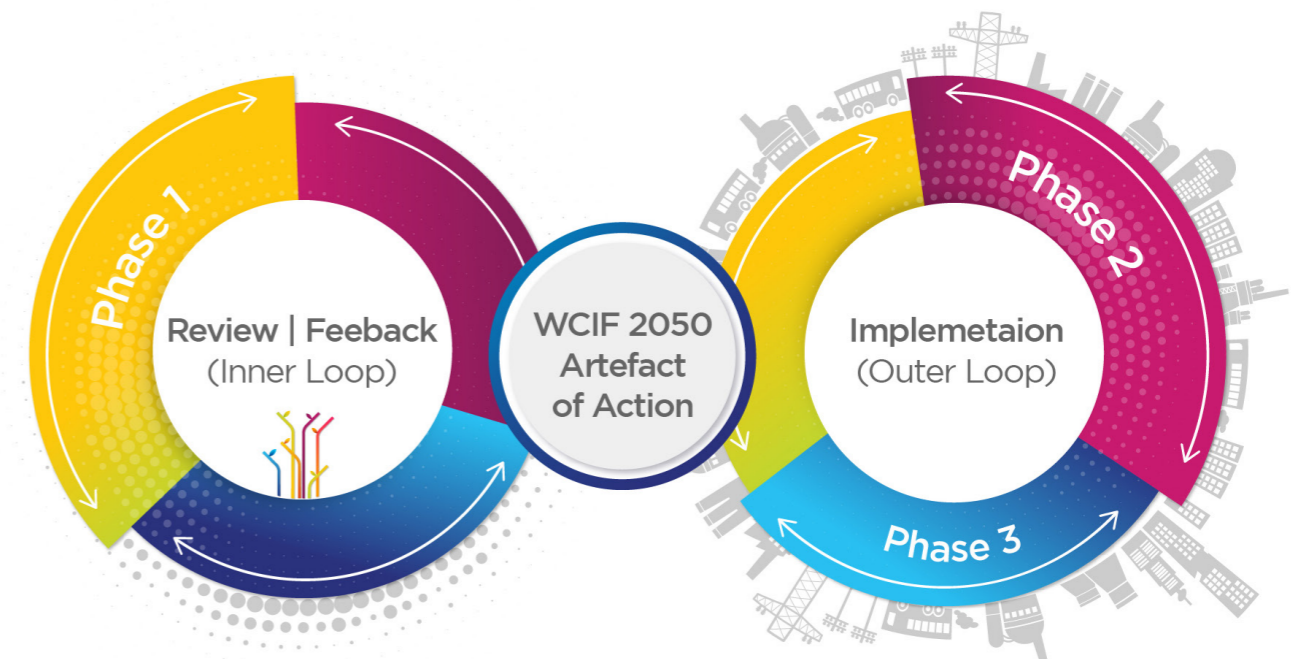 Phase 1
Review | Feeback
(Inner Loop)
WCIF 2050
Artefact
of Action
Implemetaion
(Outer Loop)
Phase 2
Phase 3